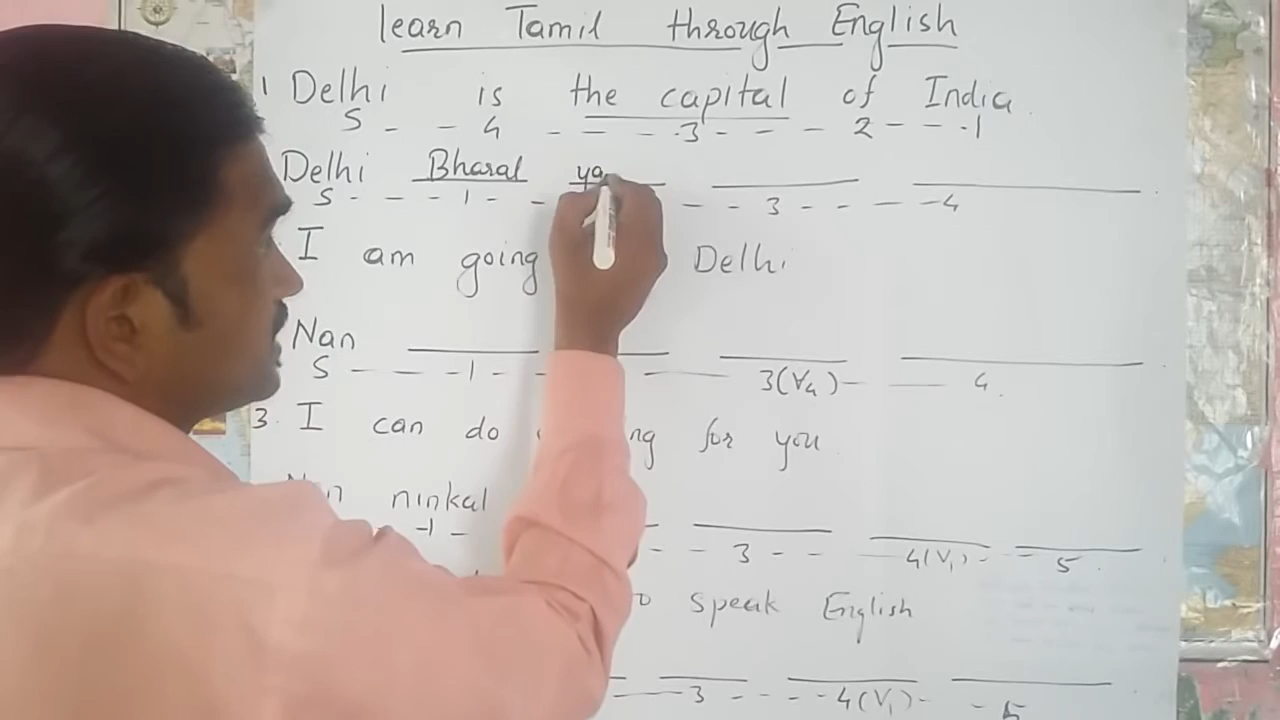 learn Tamil through English
1 Delhi is the capital of India.
S - - 4 - - - 3 - - - 2 - - - 1
Delhi Bharal ya
S - - - 1 - - - - 3 - - - - 4
I am going Delhi
Nan
S - - - 1 - - 3(V4) - - 4.
3. I can do for you
ninkal
- 1 - - - 3 - - - 4(V1) - - 5.
speak English
3 - - - 4(V1) - - 5